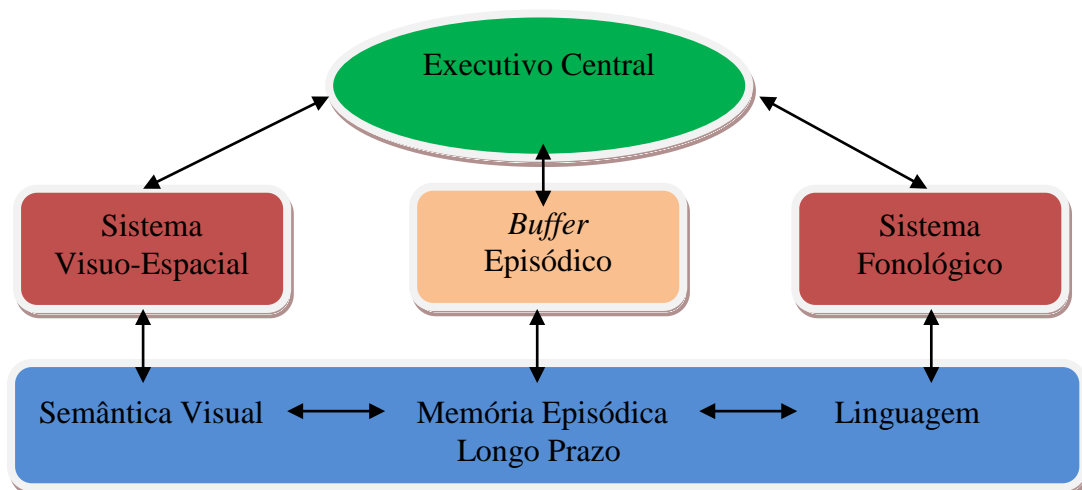 Executivo Central
Sistema
Visuo-Espacial
Buffer
Episódico
Sistema
Fonológico
Semântica Visual
Memória Episódica
Longo Prazo
Linguagem